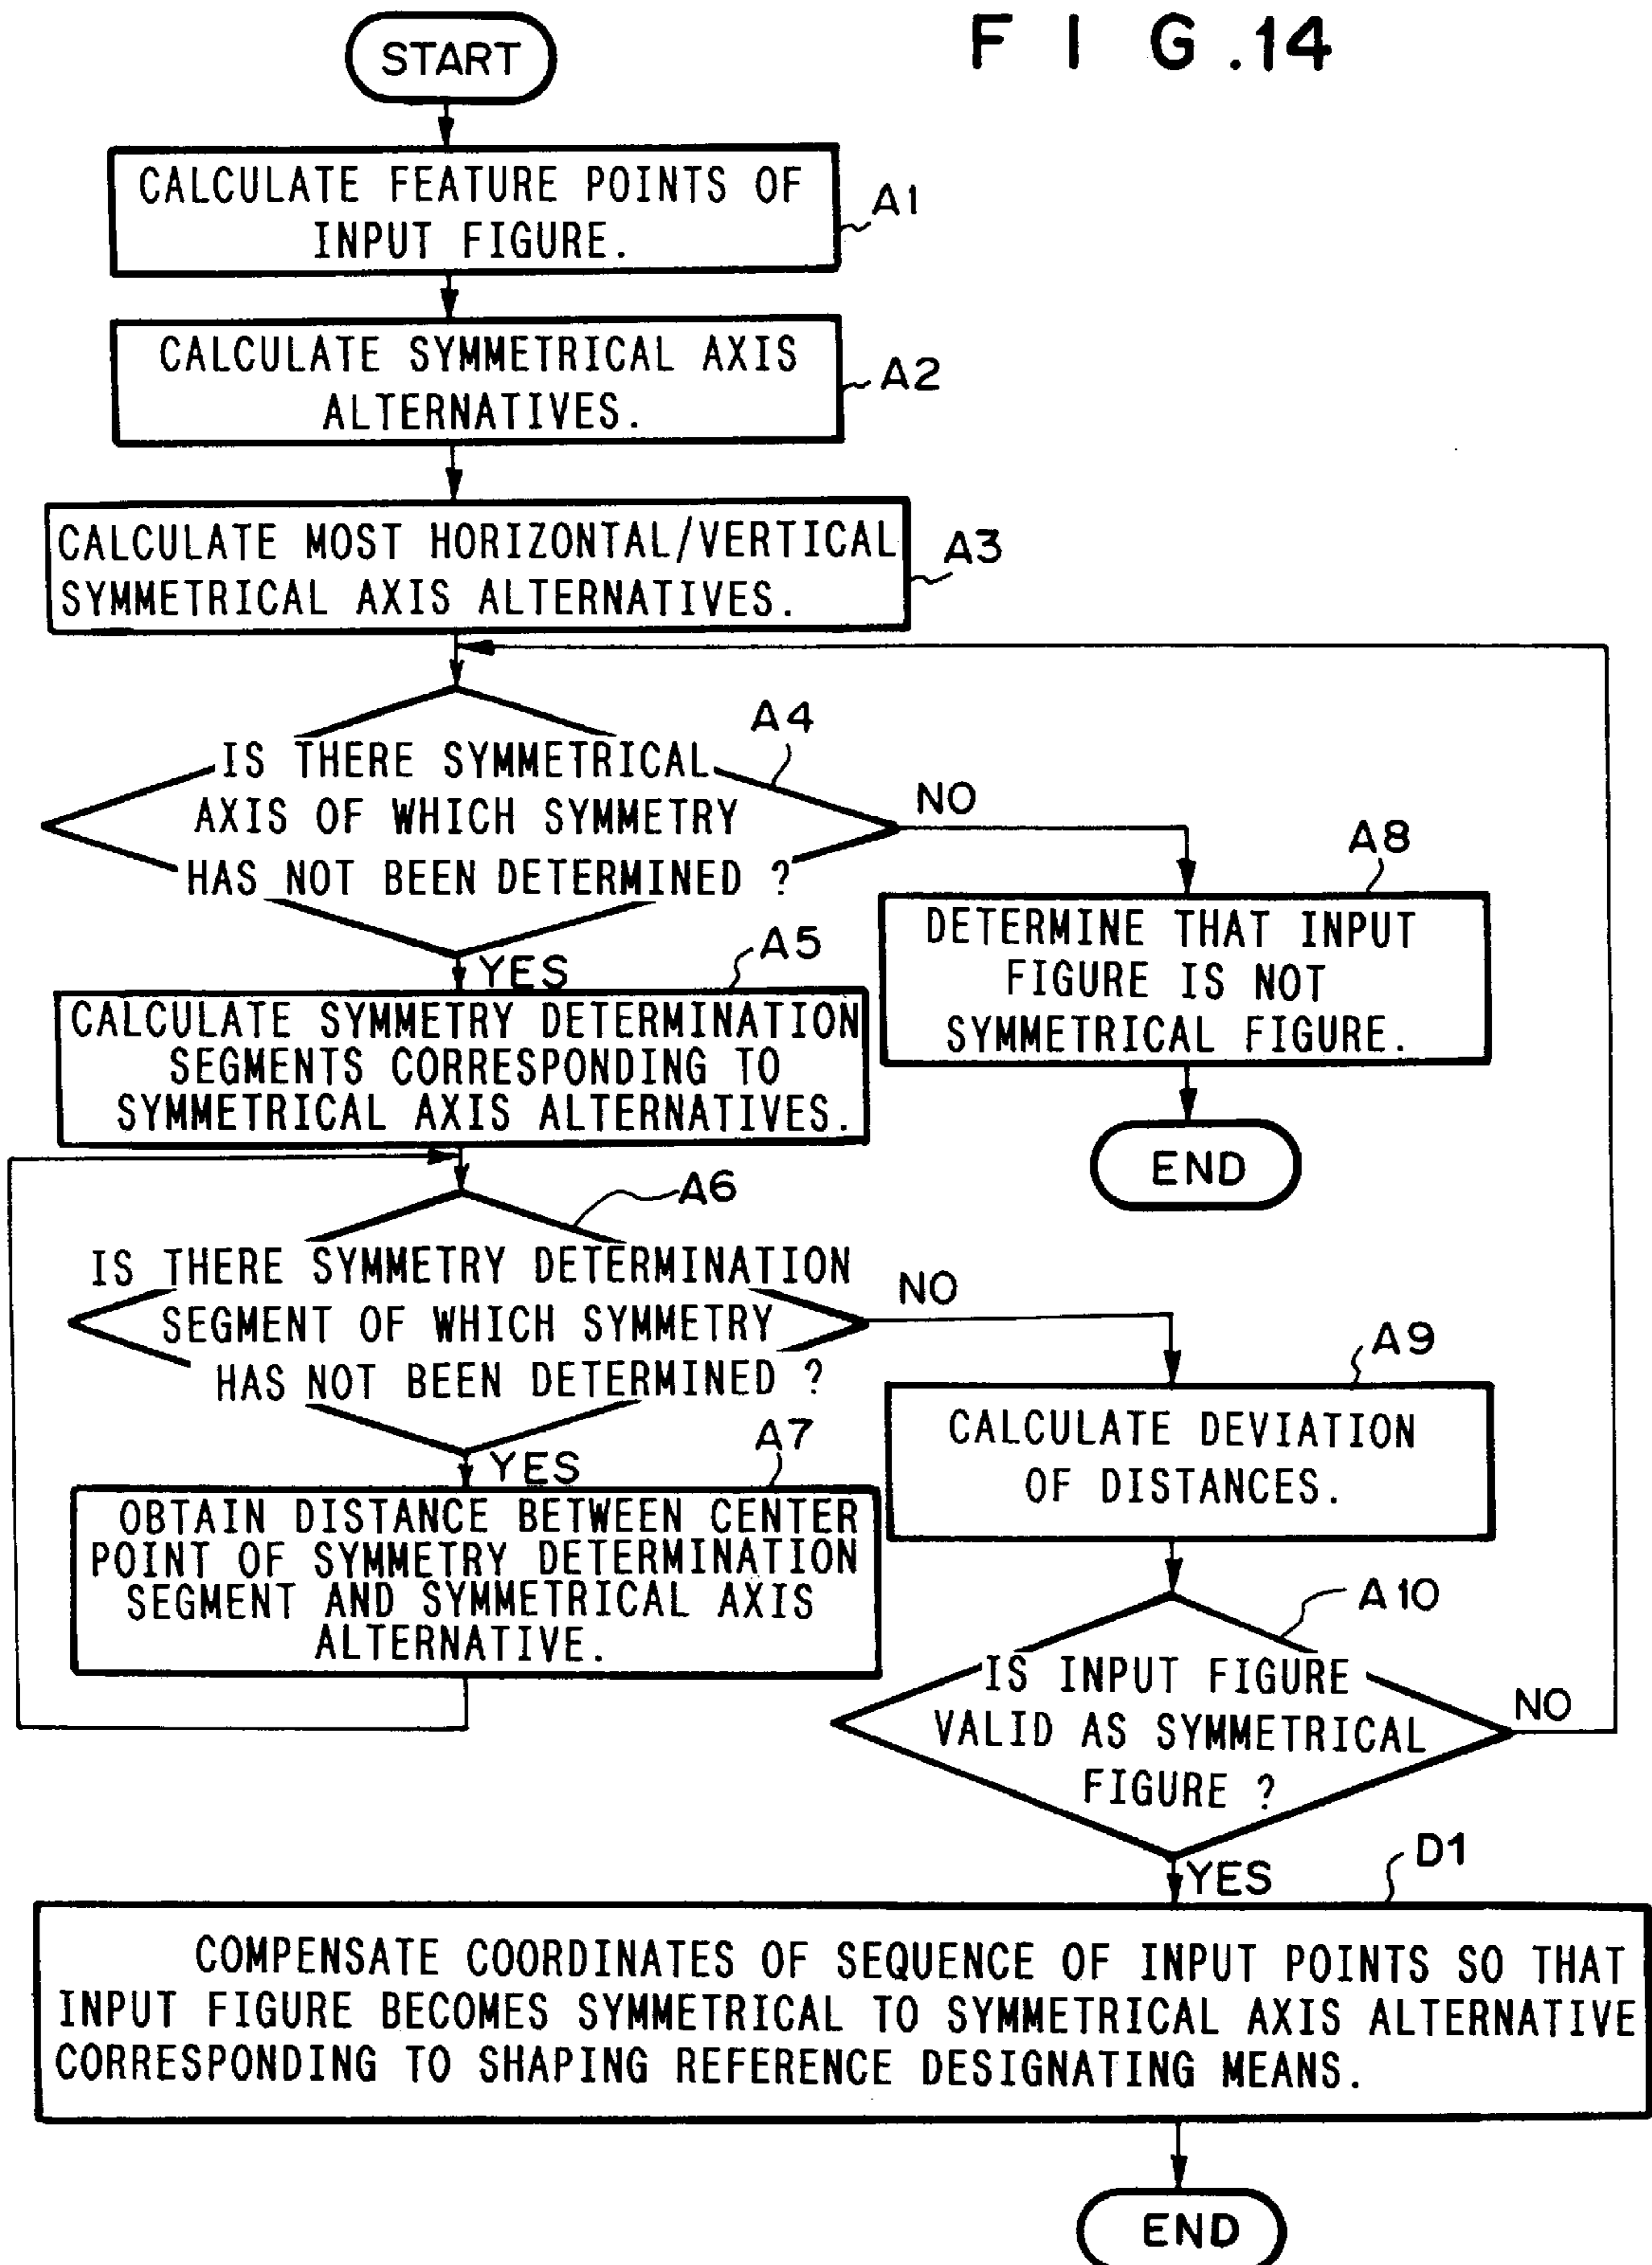 F I G.14
START
CALCULATE FEATURE POINTS OF
INPUT FIGURE.
A1
CALCULATE SYMMETRICAL AXIS
ALTERNATIVES.
A2
CALCULATE MOST HORIZONTAL/VERTICAL
SYMMETRICAL AXIS ALTERNATIVES.
A3
A4
IS THERE SYMMETRICAL
AXIS OF WHICH SYMMETRY
HAS NOT BEEN DETERMINED ?
NO
YES
A8
DETERMINE THAT INPUT
FIGURE IS NOT
SYMMETRICAL FIGURE.
END
A5
CALCULATE SYMMETRY DETERMINATION
SEGMENTS CORRESPONDING TO
SYMMETRICAL AXIS ALTERNATIVES.
A6
IS THERE SYMMETRY DETERMINATION
SEGMENT OF WHICH SYMMETRY
HAS NOT BEEN DETERMINED ?
NO
YES
A7
OBTAIN DISTANCE BETWEEN CENTER
POINT OF SYMMETRY DETERMINATION
SEGMENT AND SYMMETRICAL AXIS
ALTERNATIVE.
A9
CALCULATE DEVIATION
OF DISTANCES.
A10
IS INPUT FIGURE
VALID AS SYMMETRICAL
FIGURE ?
NO
YES
D1
COMPENSATE COORDINATES OF SEQUENCE OF INPUT POINTS SO THAT
INPUT FIGURE BECOMES SYMMETRICAL TO SYMMETRICAL AXIS ALTERNATIVE
CORRESPONDING TO SHAPING REFERENCE DESIGNATING MEANS.
END